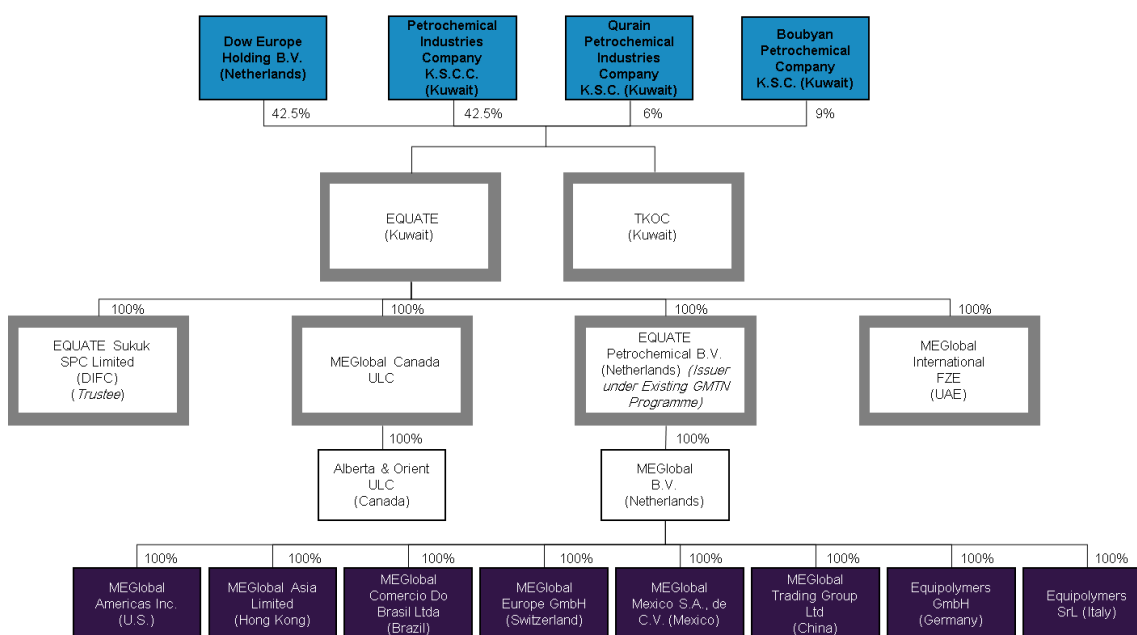 Dow Europe
Holding B.V.
(Netherlands)
Petrochemical
Industries
Company
K.S.C.C.
(Kuwait)
Qurain
Petrochemical
Industries
Company
K.S.C. (Kuwait)
Boubyan
Petrochemical
Company
K.S.C. (Kuwait)
42.5%
42.5%
6%
9%
EQUATE
(Kuwait)
TKOC
(Kuwait)
100%
100%
100%
100%
EQUATE Sukuk
SPC Limited
(DIFC)
(Trustee)
MEGlobal Canada
ULC
EQUATE
Petrochemical B.V.
(Netherlands) (Issuer
under Existing GMTN
Programme)
MEGlobal
International
FZE
(UAE)
100%
100%
Alberta & Orient
ULC
(Canada)
MEGlobal
B.V.
(Netherlands)
100%
100%
100%
100%
100%
100%
100%
100%
MEGlobal
Americas Inc.
(U.S.)
MEGlobal Asia
Limited
(Hong Kong)
MEGlobal
Comercio Do
Brasil Ltda
(Brazil)
MEGlobal
Europe GmbH
(Switzerland)
MEGlobal
Mexico S.A., de
C.V. (Mexico)
MEGlobal
Trading Group
Ltd
(China)
Equipolymers
GmbH
(Germany)
Equipolymers
SrL (Italy)